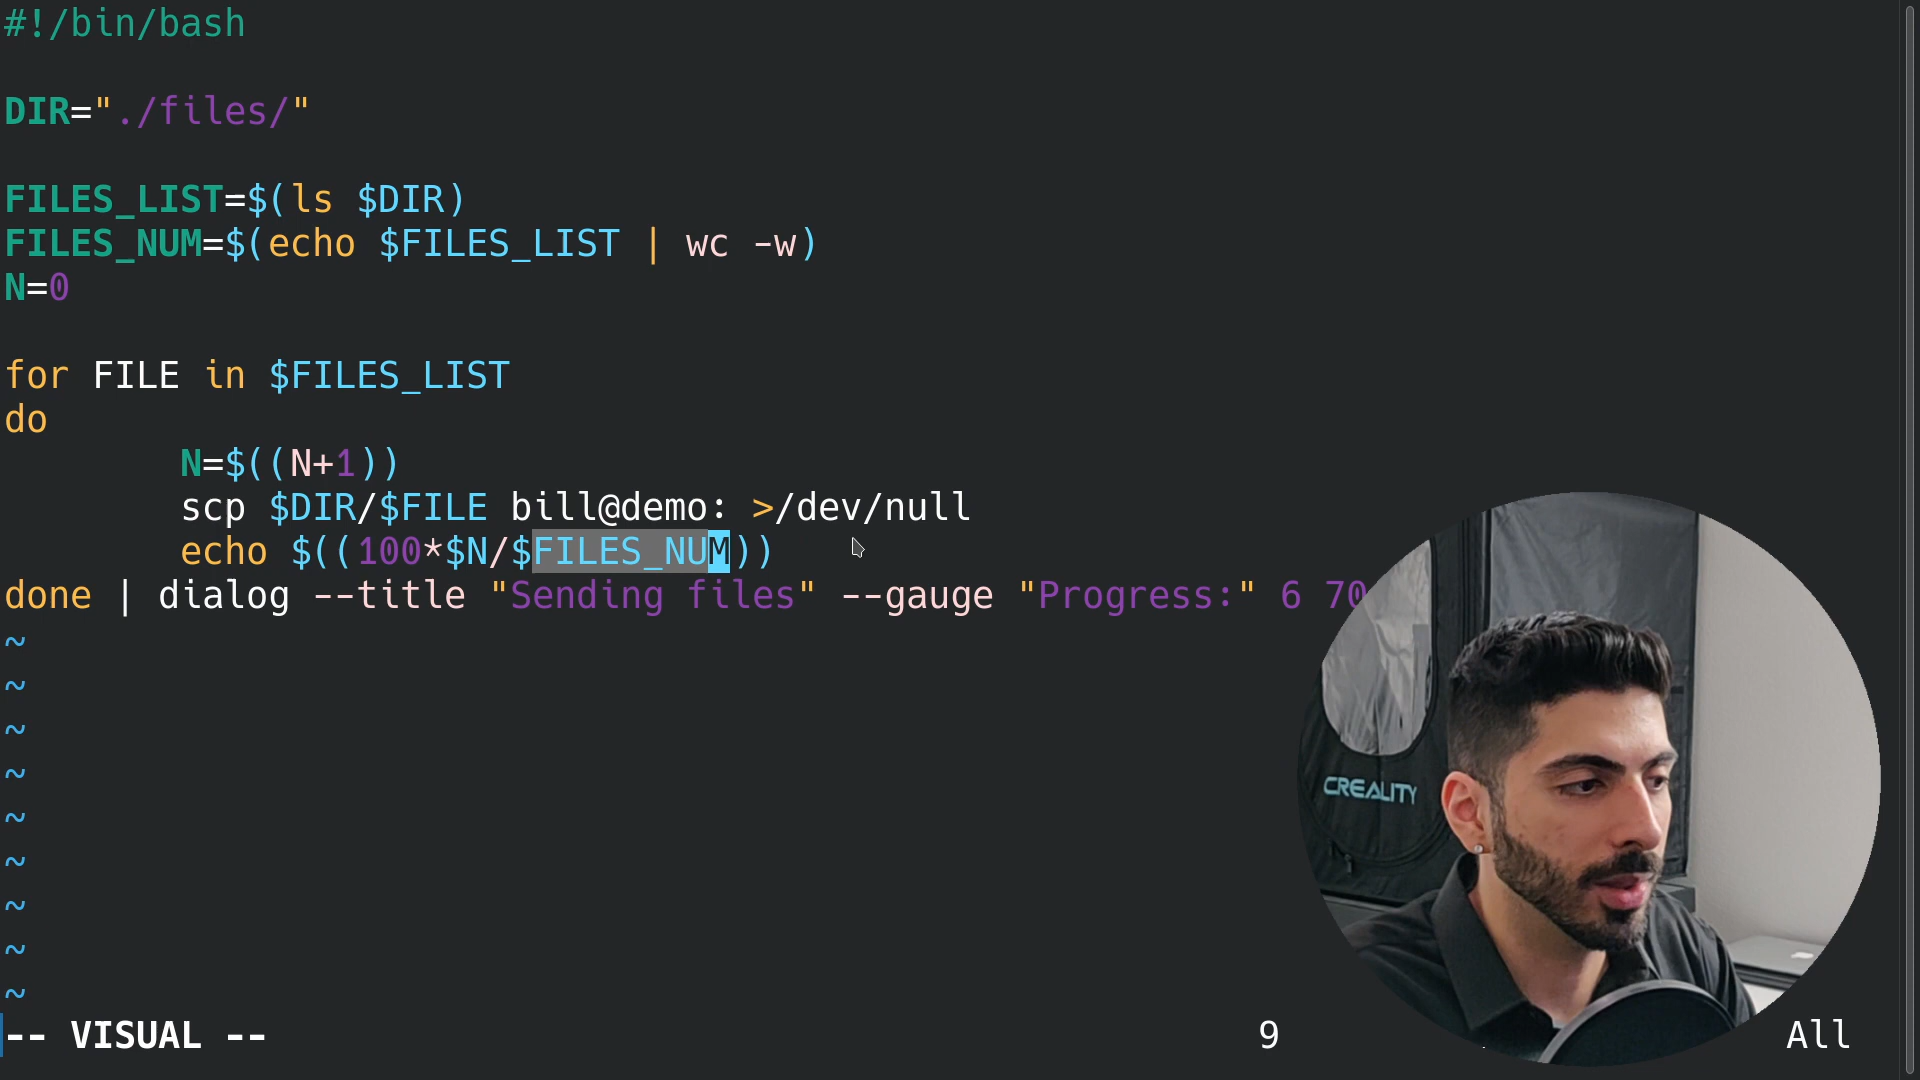 #!/bin/bash
DIR="./files/"
FILES_LIST=$(ls $DIR)
FILES_NUM=$(echo $FILES_LIST | wc -w)
N=0
for FILE in $FILES_LIST
do
N=$((N+1))
scp $DIR/$FILE bill@demo: >/dev/null
echo $((100*$N/$FILES_NUM))
done | dialog --title "Sending files" --gauge "Progress:" 6 70
~
~
~
~
~
~
~
~
~
CREALITY
-- VISUAL --
9
All